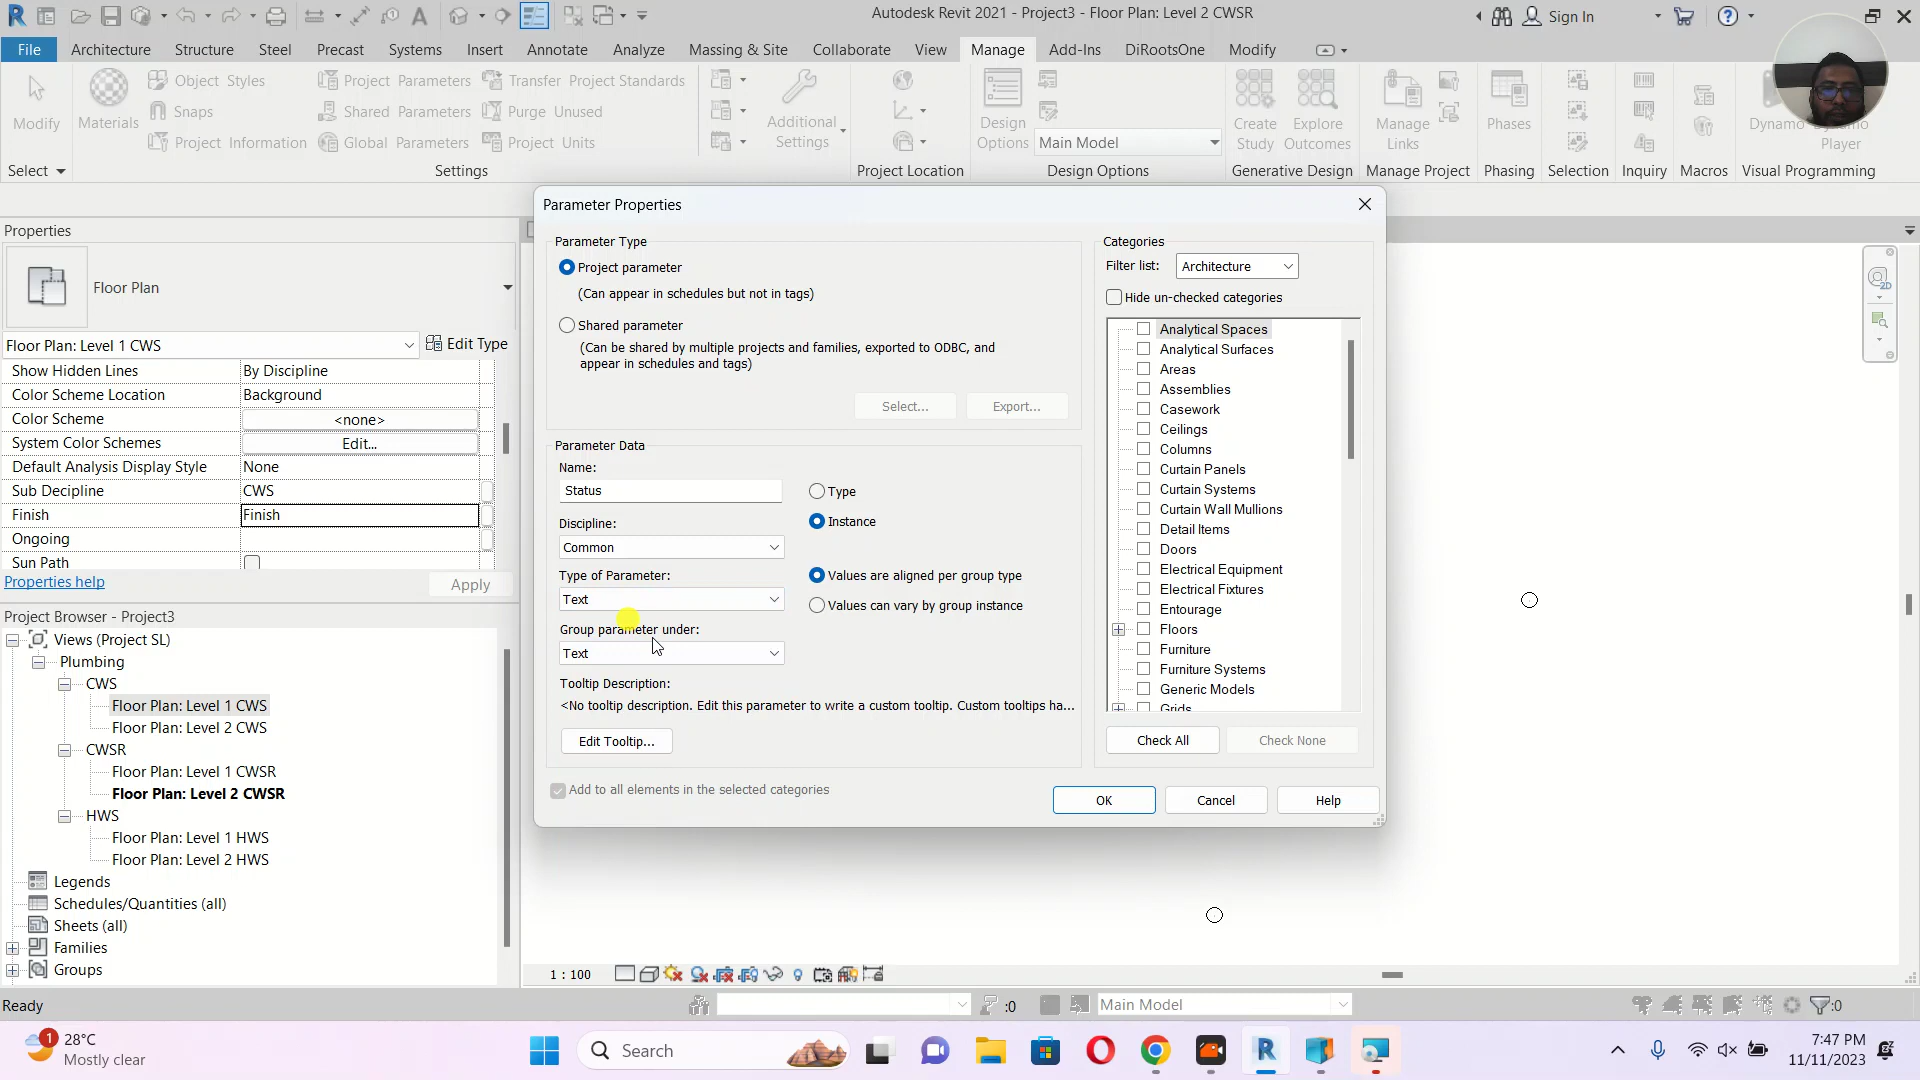 Autodesk Revit 2021 - Project3 - Floor Plan: Level 2 CWSR
Sign In
File Architecture Structure Steel Precast Systems Insert Annotate Analyze Massing & Site Collaborate View Manage Add-Ins DiRootsOne Modify
Modify
Materials
Object Styles
Snaps
Project Information
Project Parameters
Shared Parameters
Global Parameters
Transfer Project Standards
Purge Unused
Project Units
Additional Settings
Design Options
Main Model
Create Study
Explore Outcomes
Manage Links
Phases
Dynamo
Dynamo Player
Select
Settings
Project Location
Design Options
Generative Design
Manage Project
Phasing
Selection
Inquiry
Macros
Visual Programming
Properties
Floor Plan
Floor Plan: Level 1 CWS
Edit Type
Show Hidden Lines By Discipline
Color Scheme Location Background
Color Scheme <none>
System Color Schemes Edit...
Default Analysis Display Style None
Sub Decipline CWS
Finish Finish
Ongoing
Sun Path
Properties help
Apply
Project Browser - Project3
Views (Project SL)
Plumbing
CWS
Floor Plan: Level 1 CWS
Floor Plan: Level 2 CWS
CWSR
Floor Plan: Level 1 CWSR
Floor Plan: Level 2 CWSR
HWS
Floor Plan: Level 1 HWS
Floor Plan: Level 2 HWS
Legends
Schedules/Quantities (all)
Sheets (all)
Families
Groups
Parameter Properties
Parameter Type
Project parameter
(Can appear in schedules but not in tags)
Shared parameter
(Can be shared by multiple projects and families, exported to ODBC, and
appear in schedules and tags)
Select...
Export...
Parameter Data
Name:
Status
Type
Discipline:
Instance
Common
Type of Parameter:
Values are aligned per group type
Text
Values can vary by group instance
Group parameter under:
Text
Tooltip Description:
<No tooltip description. Edit this parameter to write a custom tooltip. Custom tooltips ha...
Edit Tooltip...
Add to all elements in the selected categories
Categories
Filter list: Architecture
Hide un-checked categories
Analytical Spaces
Analytical Surfaces
Areas
Assemblies
Casework
Ceilings
Columns
Curtain Panels
Curtain Systems
Curtain Wall Mullions
Detail Items
Doors
Electrical Equipment
Electrical Fixtures
Entourage
Floors
Furniture
Furniture Systems
Generic Models
Grids
Check All
Check None
OK
Cancel
Help
2D
1 : 100
Ready
:0
Main Model
:0
1
28°C
Mostly clear
Search
7:47 PM
11/11/2023